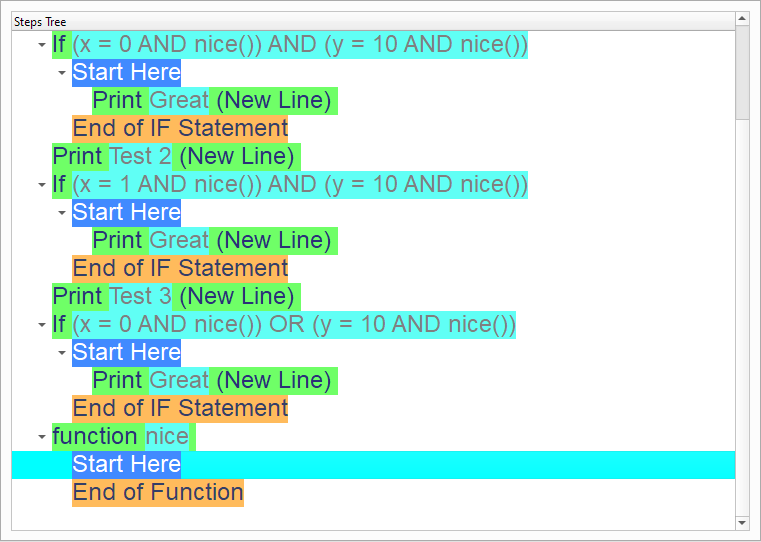 Steps Tree
If (x = 0 AND nice()) AND (y = 10 AND nice())
Start Here
Print Great (New Line)
End of IF Statement
Print Test 2 (New Line)
If (x = 1 AND nice()) AND (y = 10 AND nice())
Start Here
Print Great (New Line)
End of IF Statement
Print Test 3 (New Line)
If (x = 0 AND nice()) OR (y = 10 AND nice())
Start Here
Print Great (New Line)
End of IF Statement
function nice
Start Here
End of Function